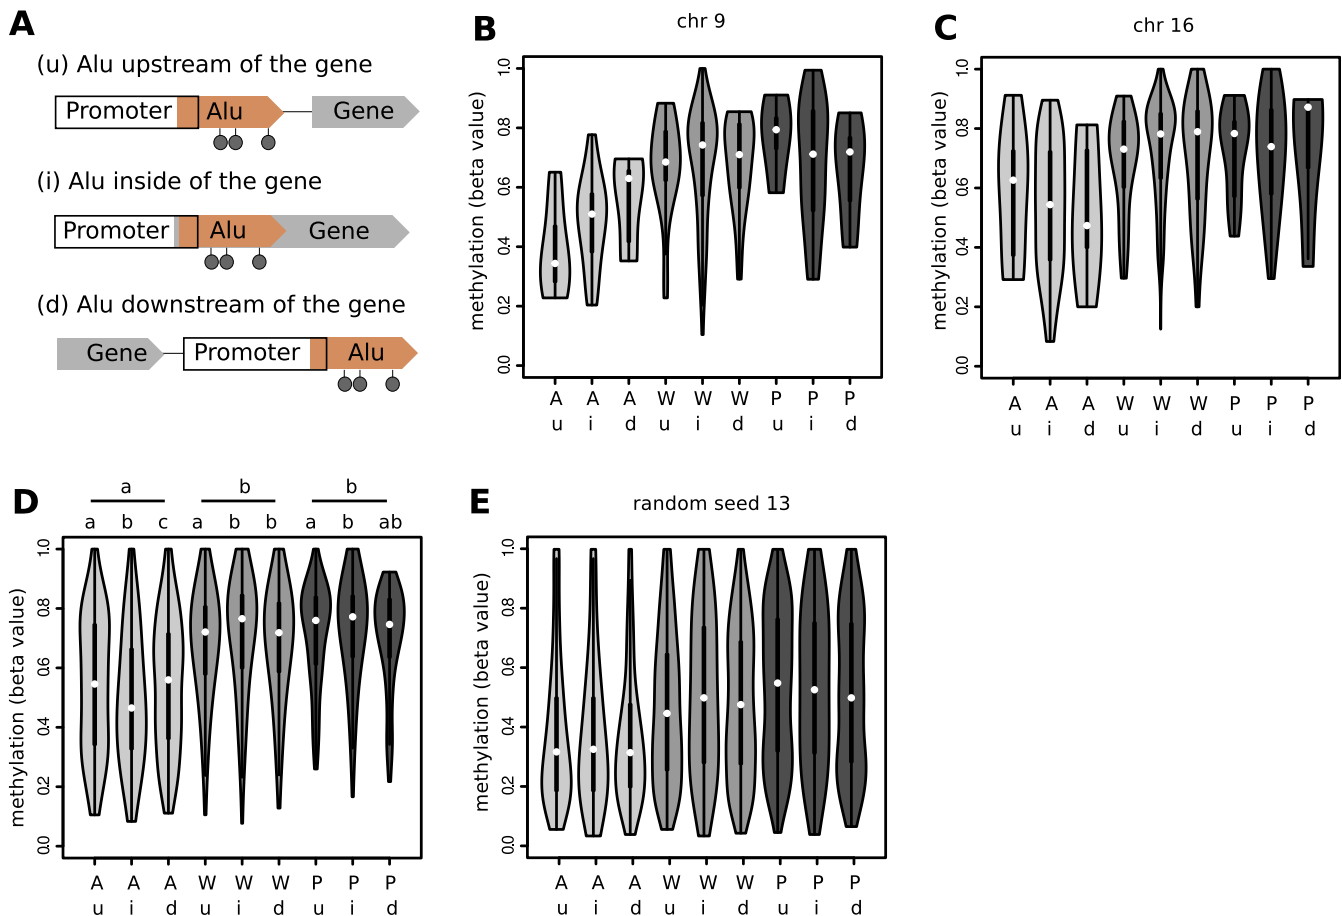 A
(u) Alu upstream of the gene
Promoter Alu Gene
(i) Alu inside of the gene
Promoter Alu Gene
(d) Alu downstream of the gene
Gene Promoter Alu
B
chr 9
methylation (beta value)
1.0
0.8
0.6
0.4
0.2
0.0
A A A W W W P P P
u i d u i d u i d
C
chr 16
methylation (beta value)
1.0
0.8
0.6
0.4
0.2
0.0
A A A W W W P P P
u i d u i d u i d
D
a b b
a b c a b b a b ab
methylation (beta value)
1.0
0.8
0.6
0.4
0.2
0.0
A A A W W W P P P
u i d u i d u i d
E
random seed 13
methylation (beta value)
1.0
0.8
0.6
0.4
0.2
0.0
A A A W W W P P P
u i d u i d u i d